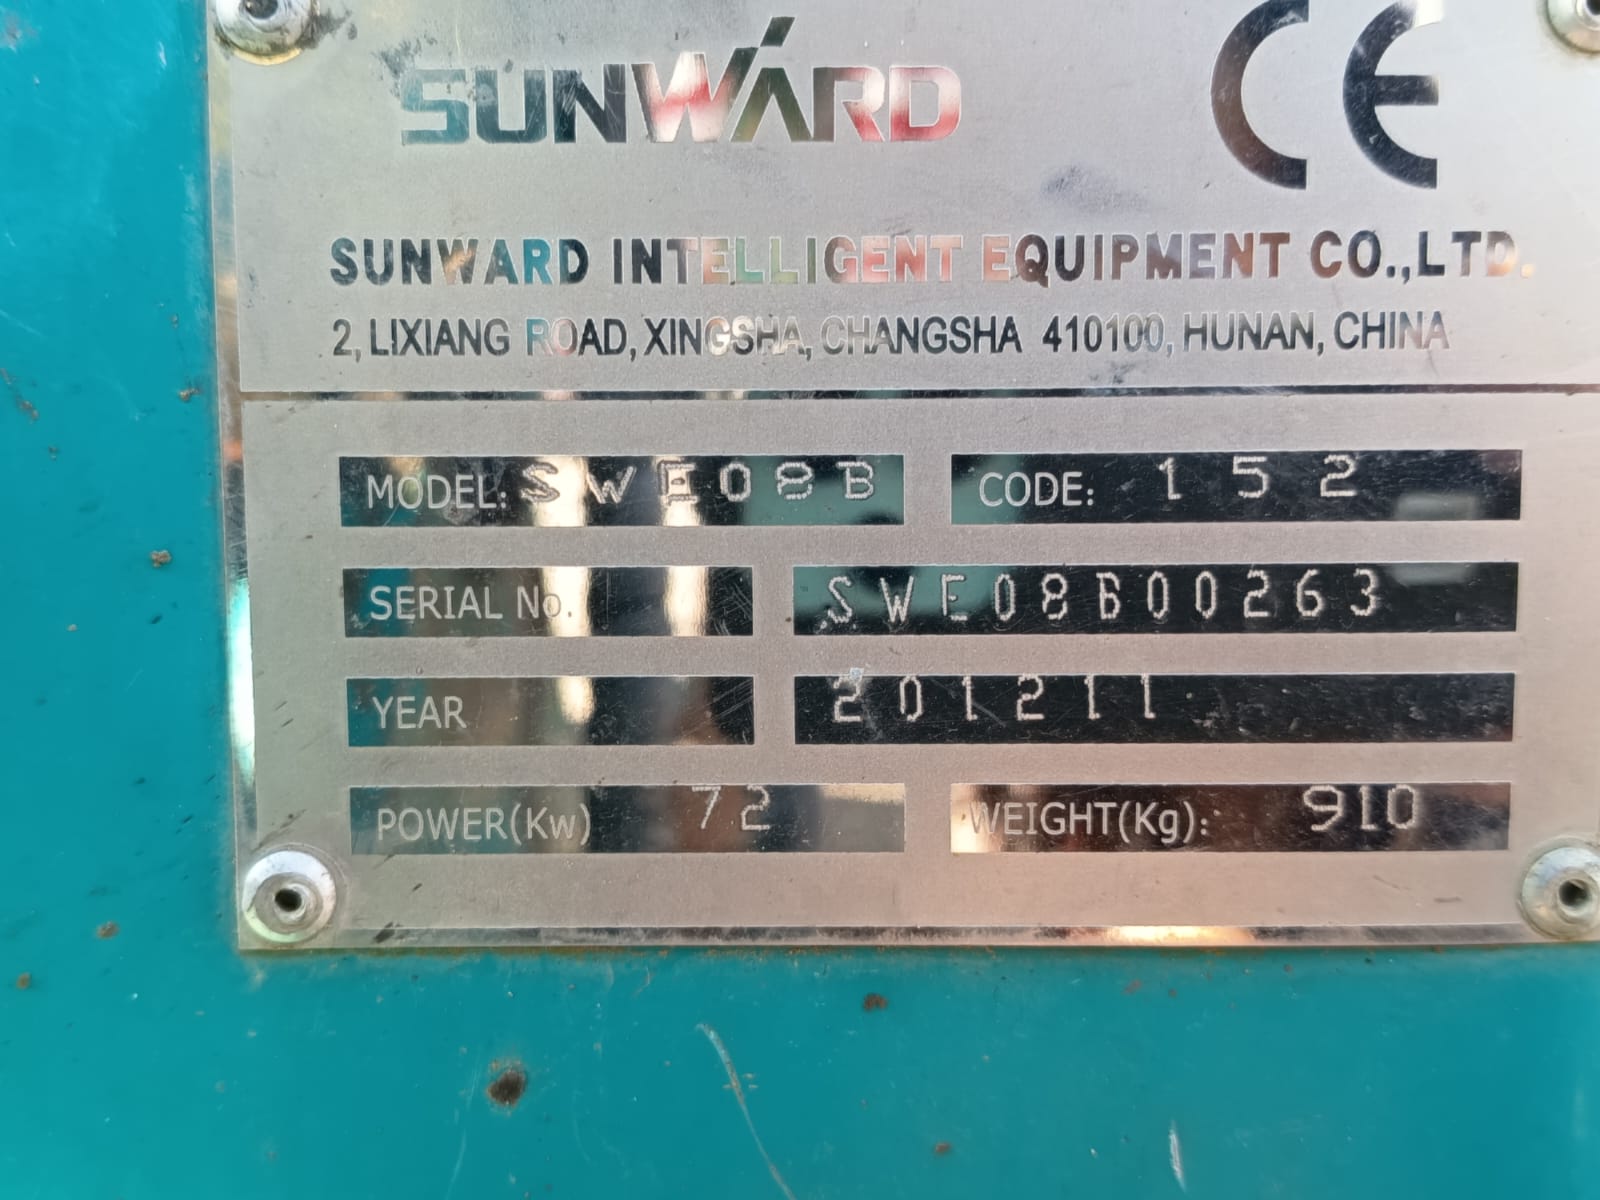 SUNWARD CE
SUNWARD INTELLIGENT EQUIPMENT CO.,LTD.
2, LIXIANG ROAD, XINGSHA, CHANGSHA 410100, HUNAN, CHINA
MODEL: SWE08B CODE: 152
SERIAL No. SWE08B00263
YEAR 201211
POWER(Kw) 72 WEIGHT(Kg): 910